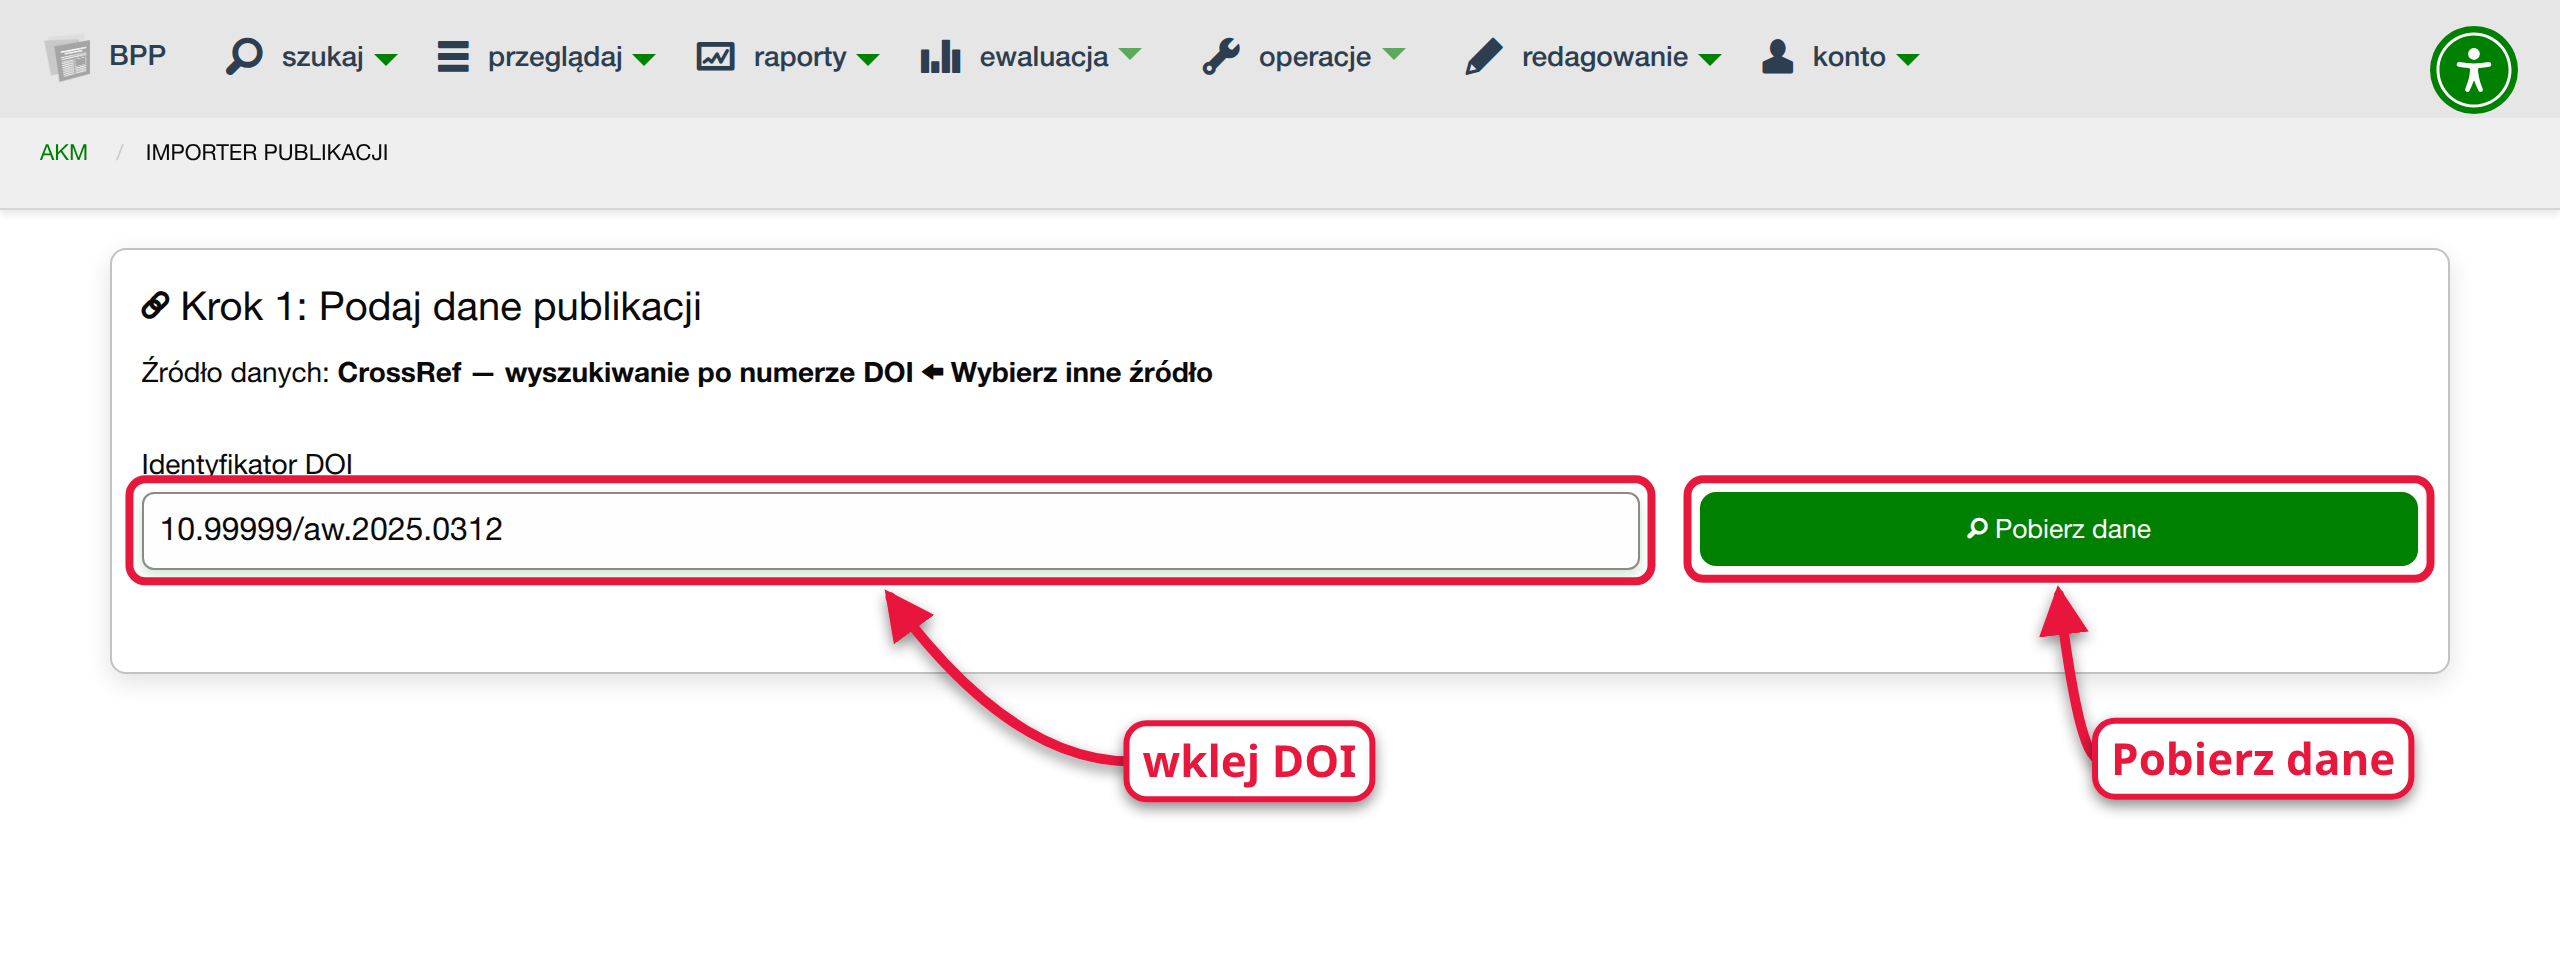 BPP szukaj przeglądaj raporty ewaluacja operacje redagowanie konto
AKM / IMPORTER PUBLIKACJI
Krok 1: Podaj dane publikacji
Źródło danych: CrossRef — wyszukiwanie po numerze DOI Wybierz inne źródło
Identyfikator DOI
10.99999/aw.2025.0312
Pobierz dane
wklej DOI
Pobierz dane